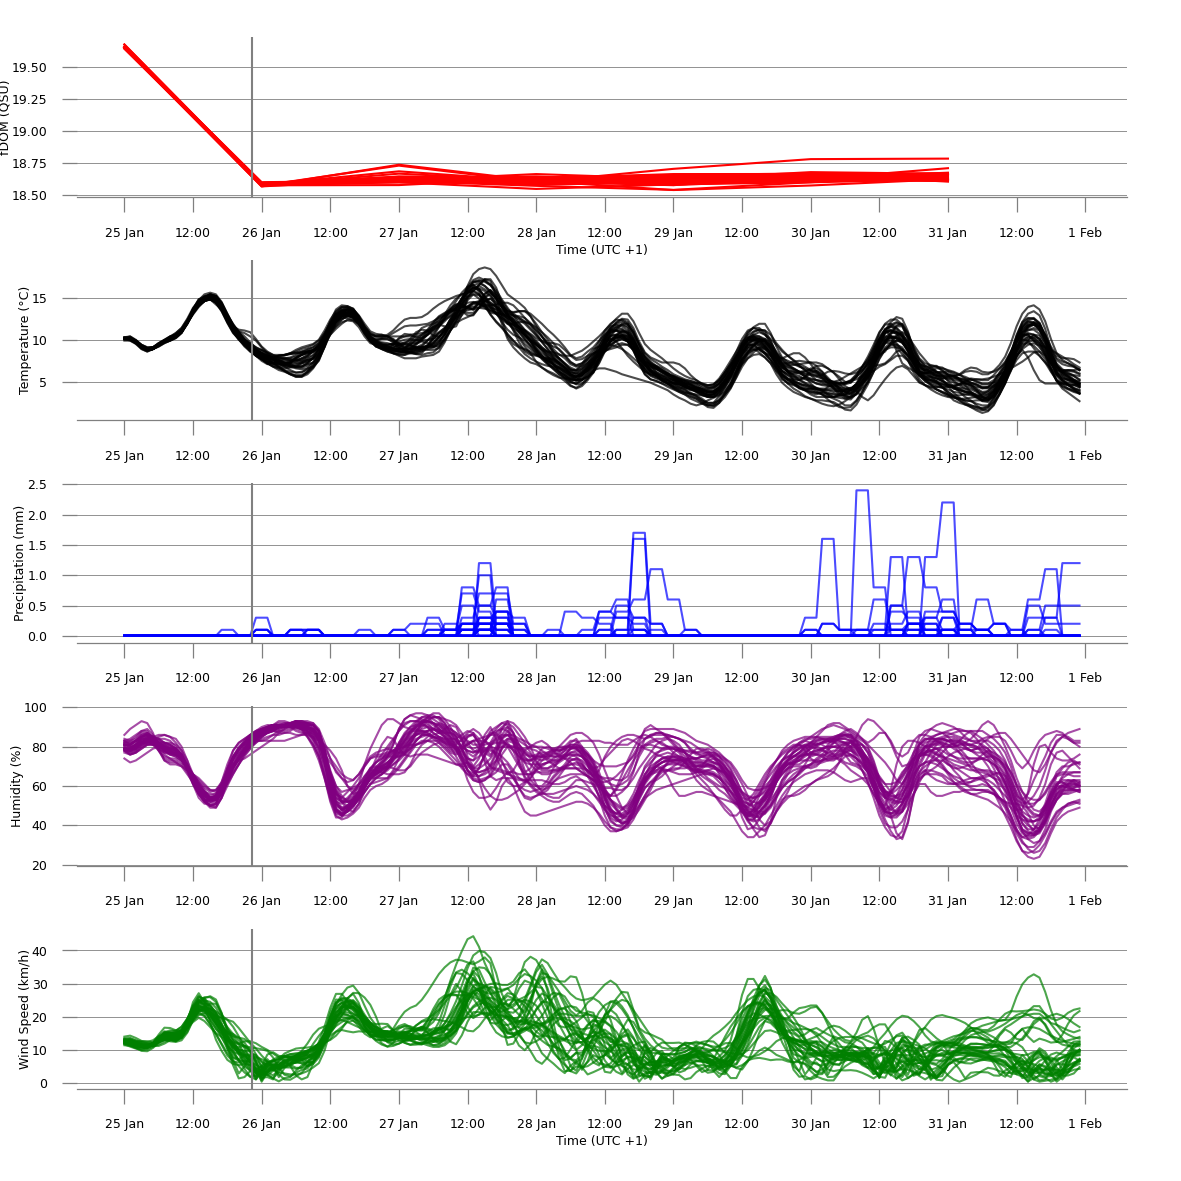 fDOM (QSU)
19.50
19.25
19.00
18.75
18.50
25 Jan 12:00 26 Jan 12:00 27 Jan 12:00 28 Jan 12:00 29 Jan 12:00 30 Jan 12:00 31 Jan 12:00 1 Feb
Time (UTC +1)
Temperature (°C)
15
10
5
25 Jan 12:00 26 Jan 12:00 27 Jan 12:00 28 Jan 12:00 29 Jan 12:00 30 Jan 12:00 31 Jan 12:00 1 Feb
Precipitation (mm)
2.5
2.0
1.5
1.0
0.5
0.0
25 Jan 12:00 26 Jan 12:00 27 Jan 12:00 28 Jan 12:00 29 Jan 12:00 30 Jan 12:00 31 Jan 12:00 1 Feb
Humidity (%)
100
80
60
40
20
25 Jan 12:00 26 Jan 12:00 27 Jan 12:00 28 Jan 12:00 29 Jan 12:00 30 Jan 12:00 31 Jan 12:00 1 Feb
Wind Speed (km/h)
40
30
20
10
0
25 Jan 12:00 26 Jan 12:00 27 Jan 12:00 28 Jan 12:00 29 Jan 12:00 30 Jan 12:00 31 Jan 12:00 1 Feb
Time (UTC +1)